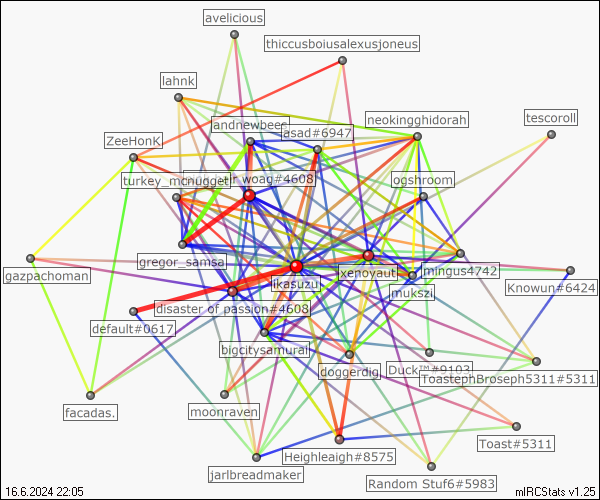 avelicious
thiccusboiusalexusjoneus
lahnk
neokingghidorah
tescoroll
andrewbees
asad#6947
ZeeHonK
ogshroom
turkey_mcnugget
woag#4608
gregor_samsa
gazpachoman
xenoyaut
mingus4742
ikasuzu
mukszi
Knowun#6424
disaster of passion#4608
default#0617
bigcitysamurai
doggerdig
Duck™#9103
ToastephBroseph5311#5311
facadas.
moonraven
Toast#5311
Heighleigh#8575
jarlbreadmaker
Random Stuf6#5983
16.6.2024 22:05
mIRCStats v1.25